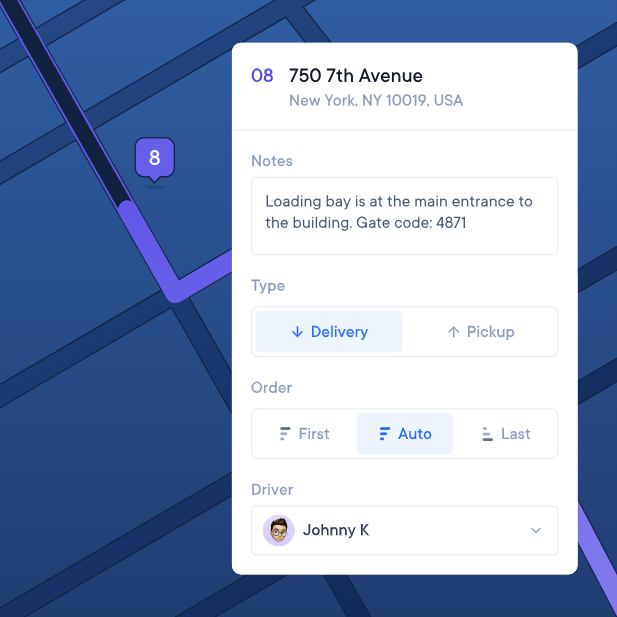 8
08 750 7th Avenue
New York, NY 10019, USA
Notes
Loading bay is at the main entrance to
the building. Gate code: 4871
Type
Delivery Pickup
Order
First Auto Last
Driver
Johnny K